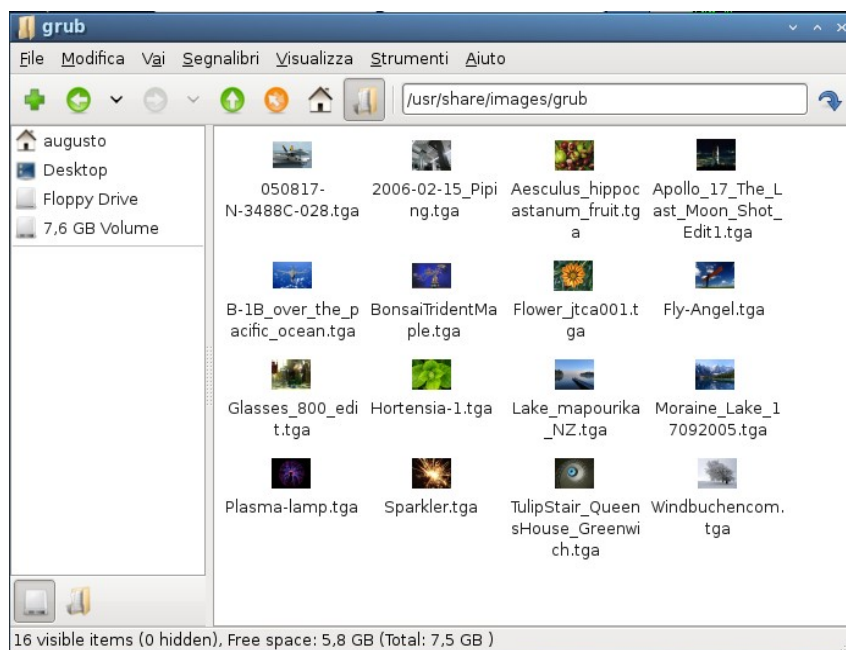 grub
File Modifica Vai Segnalibri Visualizza Strumenti Aiuto
/usr/share/images/grub
augusto
Desktop
Floppy Drive
7,6 GB Volume
050817-
N-3488C-028.tga
2006-02-15_Pipi
ng.tga
Aesculus_hippoc
astanum_fruit.tg
a
Apollo_17_The_L
ast_Moon_Shot_
Edit1.tga
B-1B_over_the_p
acific_ocean.tga
BonsaiTridentMa
ple.tga
Flower_jtca001.t
ga
Fly-Angel.tga
Glasses_800_edi
t.tga
Hortensia-1.tga
Lake_mapourika
_NZ.tga
Moraine_Lake_1
7092005.tga
Plasma-lamp.tga
Sparkler.tga
TulipStair_Queen
sHouse_Greenwi
ch.tga
Windbuchencom.
tga
16 visible items (0 hidden), Free space: 5,8 GB (Total: 7,5 GB )